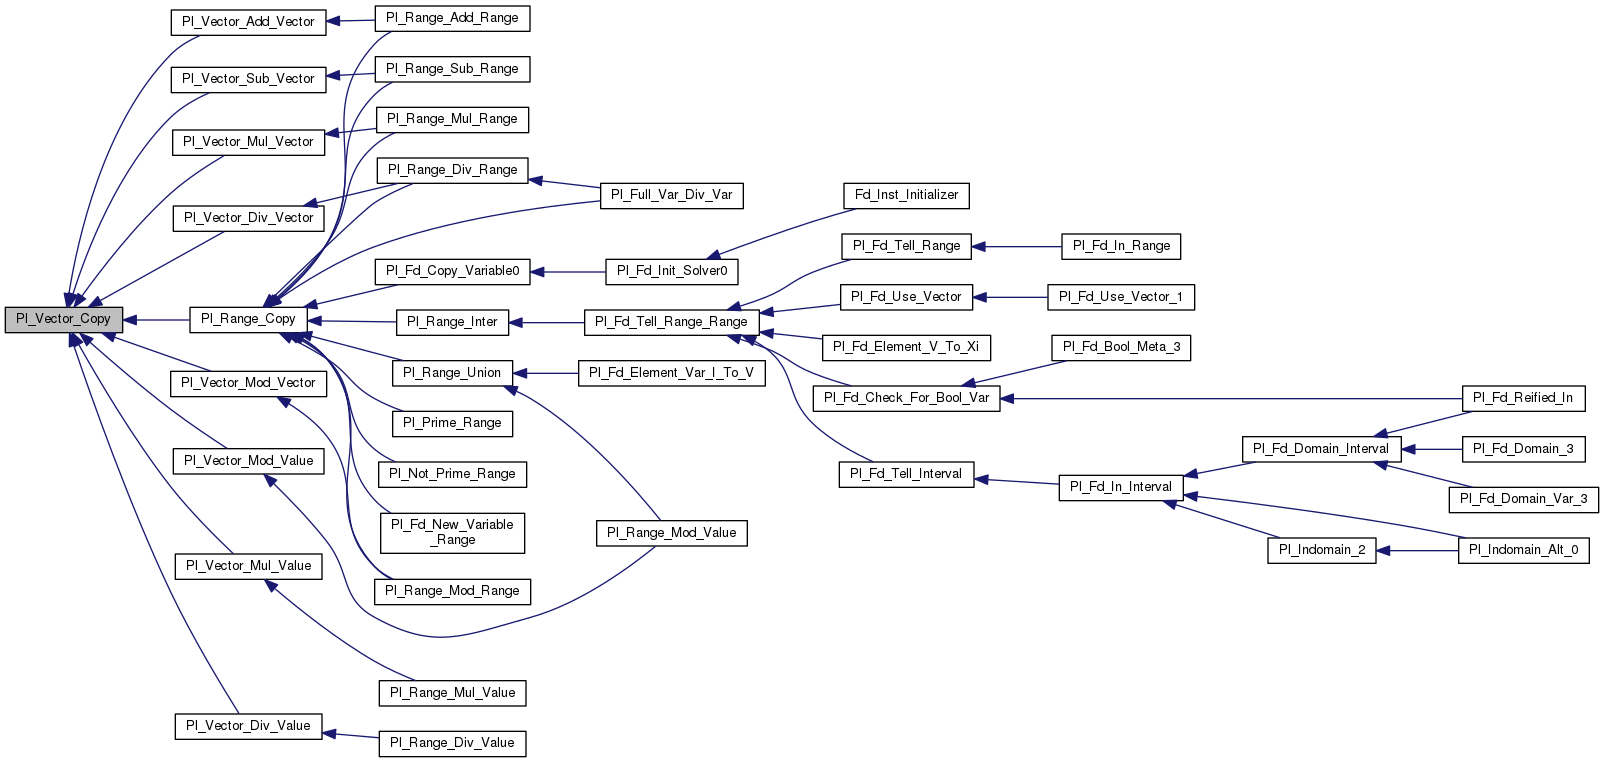 Pl_Vector_Copy
Pl_Vector_Add_Vector
Pl_Vector_Sub_Vector
Pl_Vector_Mul_Vector
Pl_Vector_Div_Vector
Pl_Range_Copy
Pl_Vector_Mod_Vector
Pl_Vector_Mod_Value
Pl_Vector_Mul_Value
Pl_Vector_Div_Value
Pl_Range_Add_Range
Pl_Range_Sub_Range
Pl_Range_Mul_Range
Pl_Range_Div_Range
Pl_Fd_Copy_Variable0
Pl_Range_Inter
Pl_Range_Union
Pl_Prime_Range
Pl_Not_Prime_Range
Pl_Fd_New_Variable
_Range
Pl_Range_Mod_Range
Pl_Range_Mul_Value
Pl_Range_Div_Value
Pl_Full_Var_Div_Var
Pl_Fd_Init_Solver0
Pl_Fd_Tell_Range_Range
Pl_Fd_Element_Var_I_To_V
Pl_Range_Mod_Value
Fd_Inst_Initializer
Pl_Fd_Tell_Range
Pl_Fd_Use_Vector
Pl_Fd_Element_V_To_Xi
Pl_Fd_Check_For_Bool_Var
Pl_Fd_Tell_Interval
Pl_Fd_In_Range
Pl_Fd_Use_Vector_1
Pl_Fd_Bool_Meta_3
Pl_Fd_In_Interval
Pl_Fd_Domain_Interval
Pl_Indomain_2
Pl_Fd_Reified_In
Pl_Fd_Domain_3
Pl_Fd_Domain_Var_3
Pl_Indomain_Alt_0